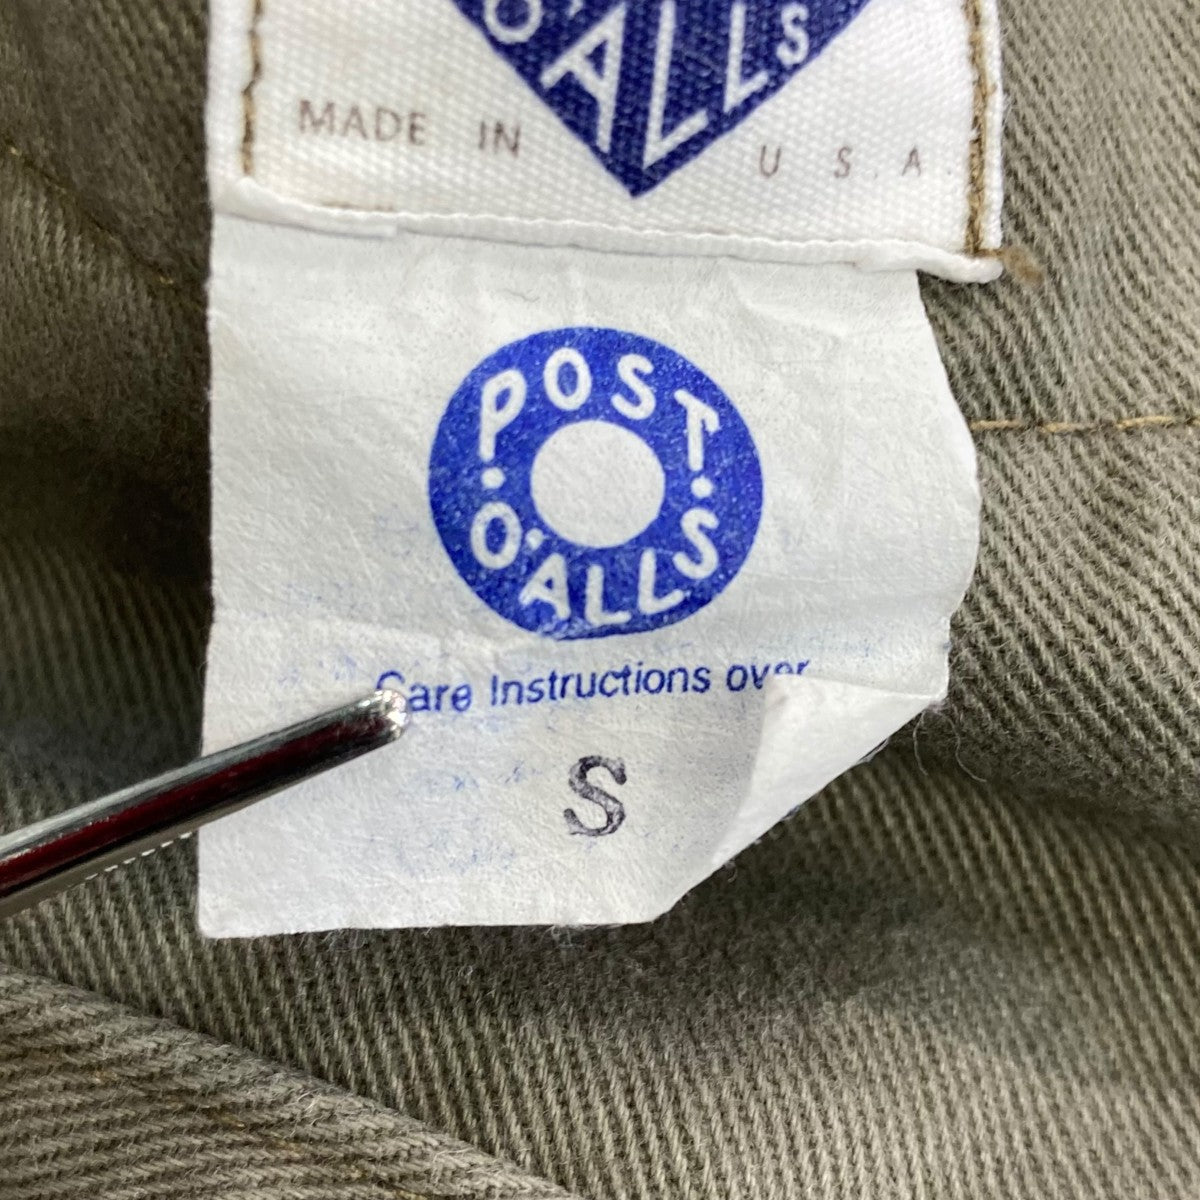 O'ALLS
MADE IN U.S.A.
POST
O'ALLS
Care Instructions over
S